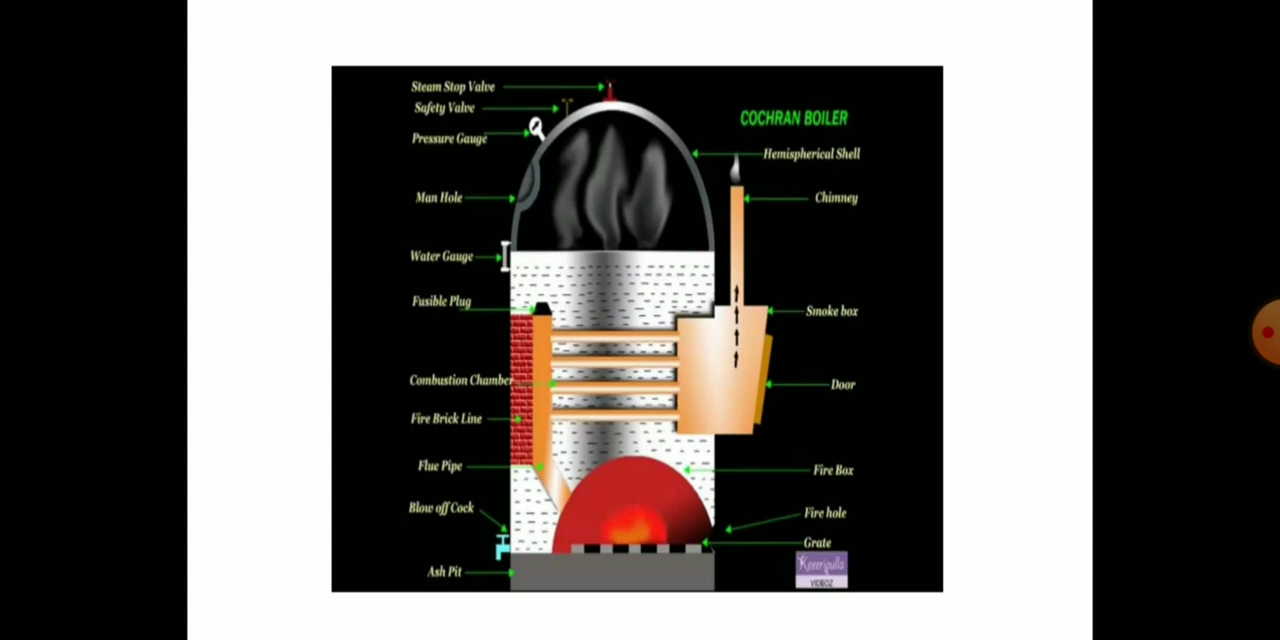 Steam Stop Valve
Safety Valve
Pressure Gauge
Man Hole
Water Gauge
Fusible Plug
Combustion Chamber
Fire Brick Line
Flue Pipe
Blow off Cock
Ash Pit
COCHRAN BOILER
Hemispherical Shell
Chimney
Smoke box
Door
Fire Box
Fire hole
Grate
VIDEOZ